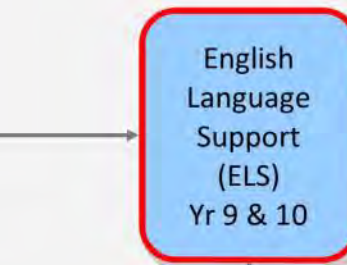 English
Language
Support
(ELS)
Yr 9 & 10